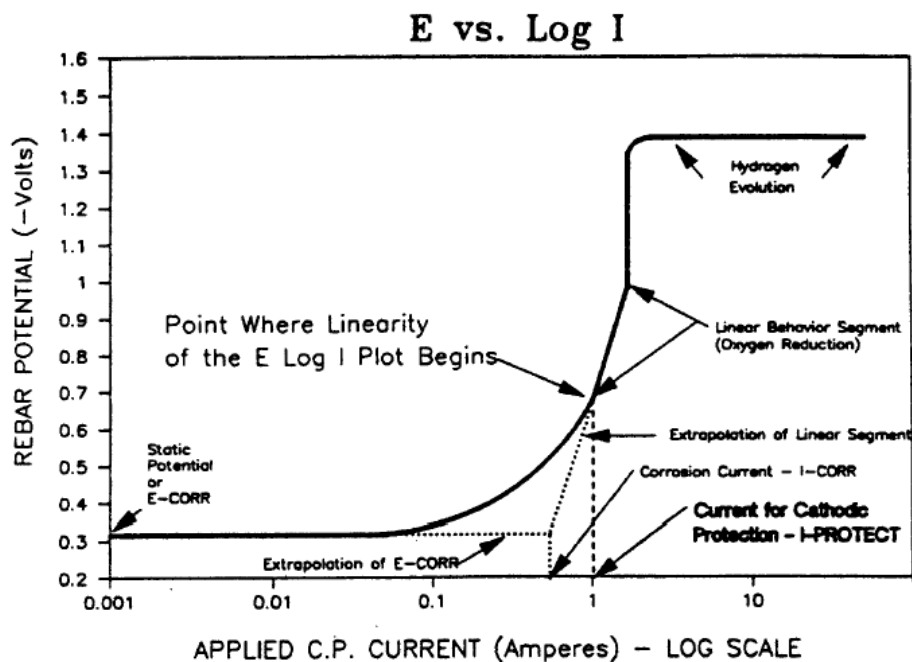 E vs. Log I
REBAR POTENTIAL (-Volts)
1.6
1.5
1.4
1.3
1.2
1.1
1
0.9
0.8
0.7
0.6
0.5
0.4
0.3
0.2
Hydrogen
Evolution
Linear Behavior Segment
(Oxygen Reduction)
Point Where Linearity
of the E Log I Plot Begins
Extrapolation of Linear Segment
Static
Potential
or
E-CORR
Corrosion Current - I-CORR
Current for Cathodic
Protection - I-PROTECT
Extrapolation of E-CORR
0.001
0.01
0.1
1
10
APPLIED C.P. CURRENT (Amperes) - LOG SCALE